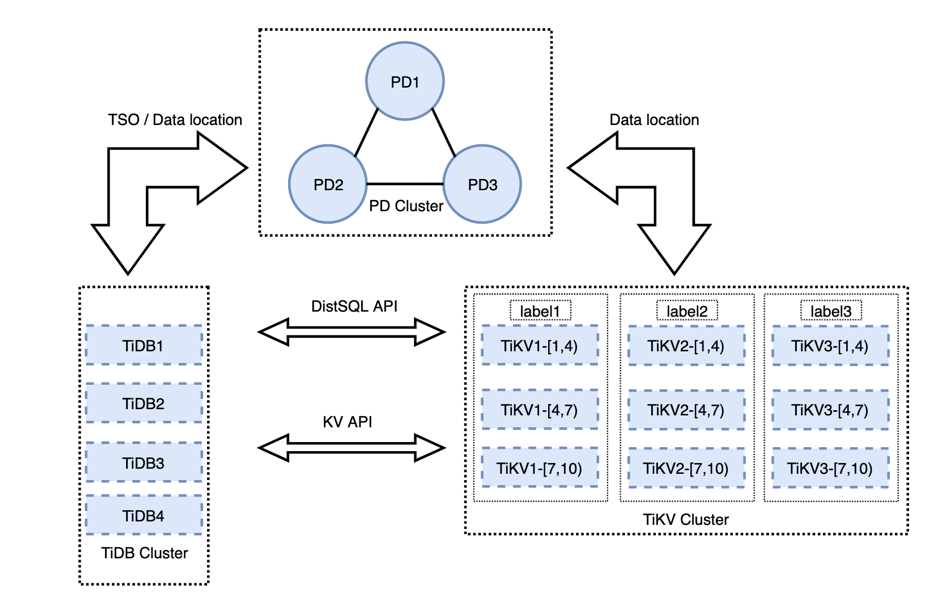 PD1
TSO / Data location
Data location
PD2
PD3
PD Cluster
DistSQL API
label1
label2
label3
TiDB1
TiKV1-[1,4)
TiKV2-[1,4)
TiKV3-[1,4)
TiDB2
TiKV1-[4,7)
TiKV2-[4,7)
TiKV3-[4,7)
KV API
TiDB3
TiKV1-[7,10)
TiKV2-[7,10)
TiKV3-[7,10)
TiDB4
TiKV Cluster
TiDB Cluster